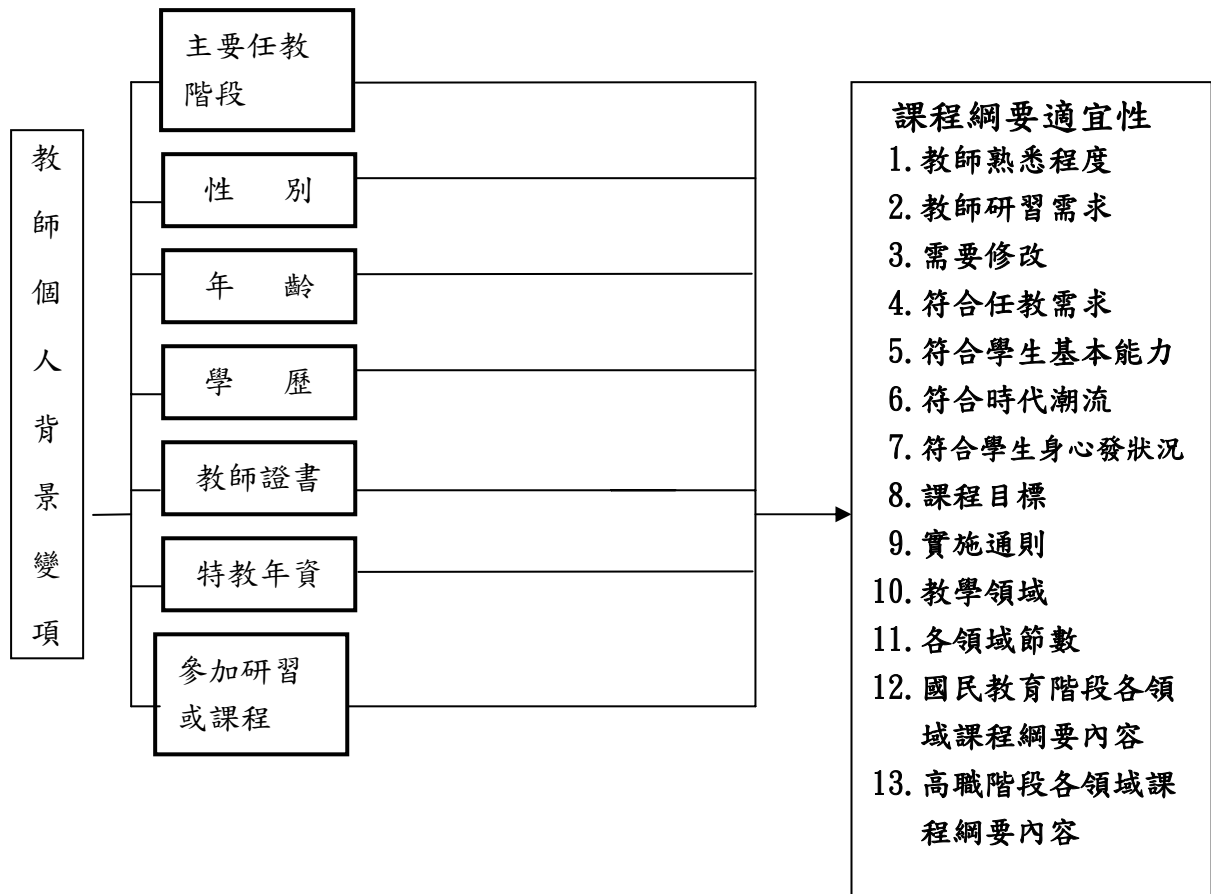 教師個人背景變項
主要任教
階段
性 別
年 齡
學 歷
教師證書
特教年資
參加研習
或課程
課程綱要適宜性
1. 教師熟悉程度
2. 教師研習需求
3. 需要修改
4. 符合任教需求
5. 符合學生基本能力
6. 符合時代潮流
7. 符合學生身心發狀況
8. 課程目標
9. 實施通則
10. 教學領域
11. 各領域節數
12. 國民教育階段各領
域課程綱要內容
13. 高職階段各領域課
程綱要內容